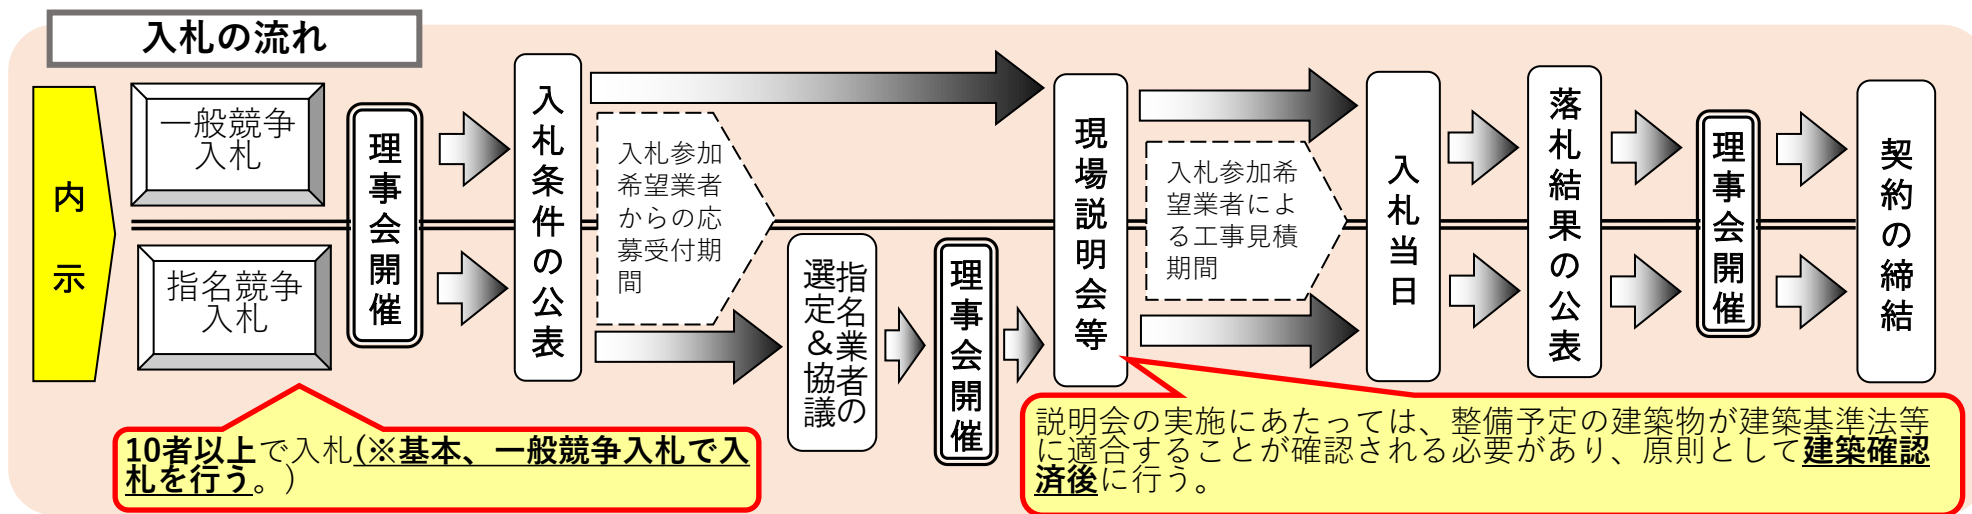 入札の流れ
内示
一般競争
入札
指名競争
入札
理事会開催
入札条件の公表
入札参加
希望業者
からの応
募受付期
間
指名業者の
選定＆協議
理事会開催
現場説明会等
入札参加希
望業者によ
る工事見積
期間
入札当日
落札結果の公表
理事会開催
契約の締結
10者以上で入札(※基本、一般競争入札で入
札を行う。）
説明会の実施にあたっては、整備予定の建築物が建築基準法等
に適合することが確認される必要があり、原則として建築確認
済後に行う。